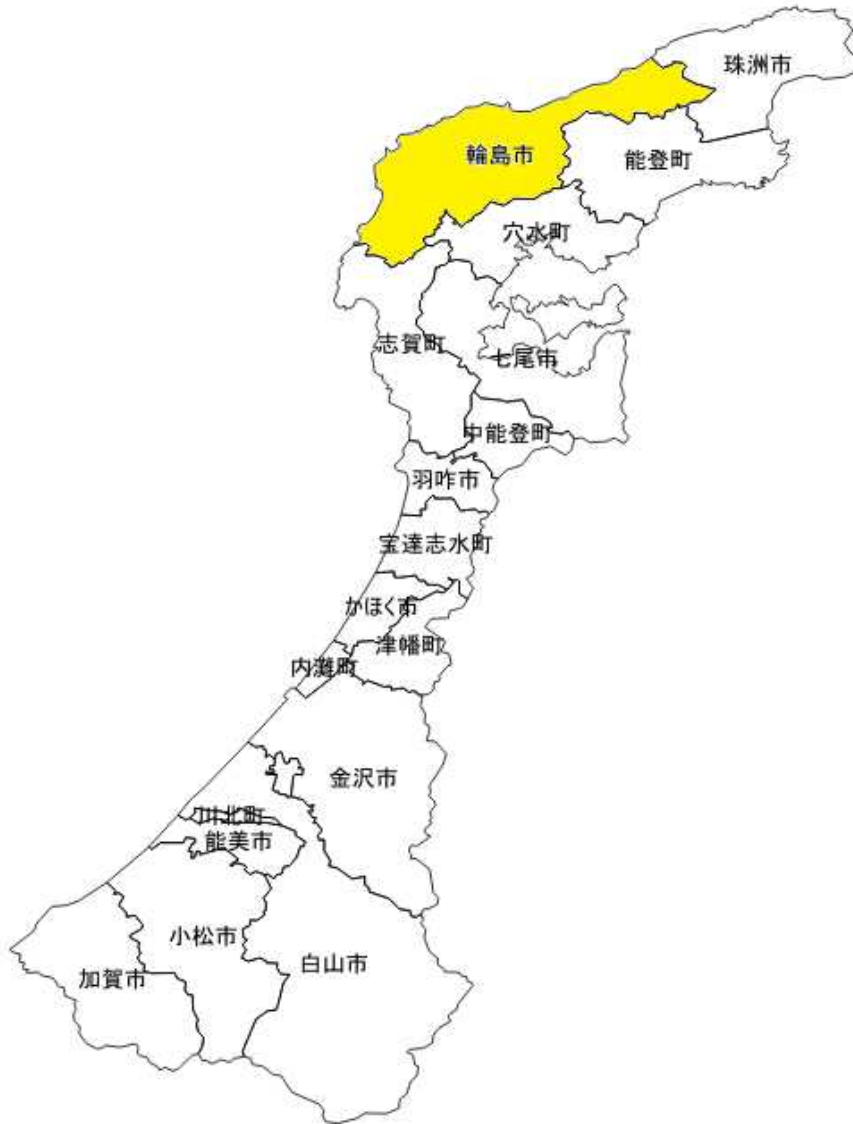 珠洲市
輪島市
能登町
穴水町
志賀町
七尾市
中能登町
羽咋市
宝達志水町
かほく市
津幡町
内灘町
金沢市
川北町
能美市
小松市
白山市
加賀市